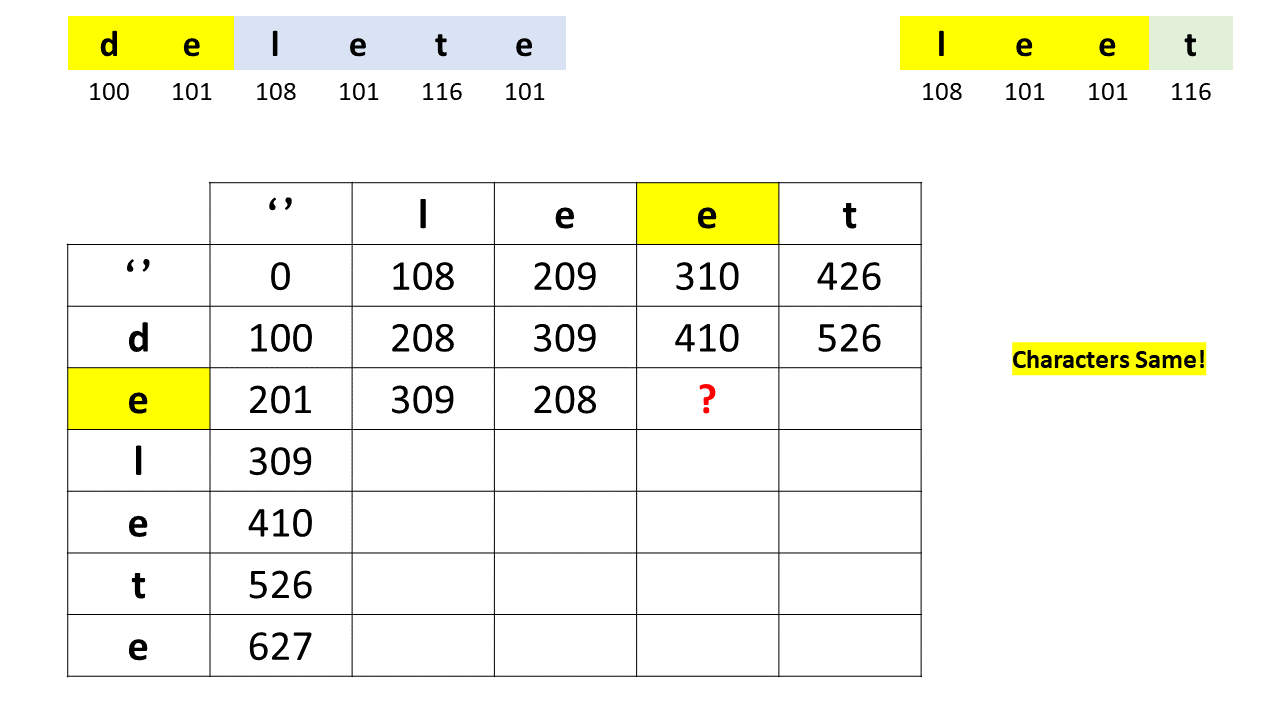 d e l e t e l e e t
100 101 108 101 116 101 108 101 101 116
‘ ’ l e e t
‘ ’ 0 108 209 310 426
d 100 208 309 410 526
Characters Same!
e 201 309 208 ?
l 309
e 410
t 526
e 627